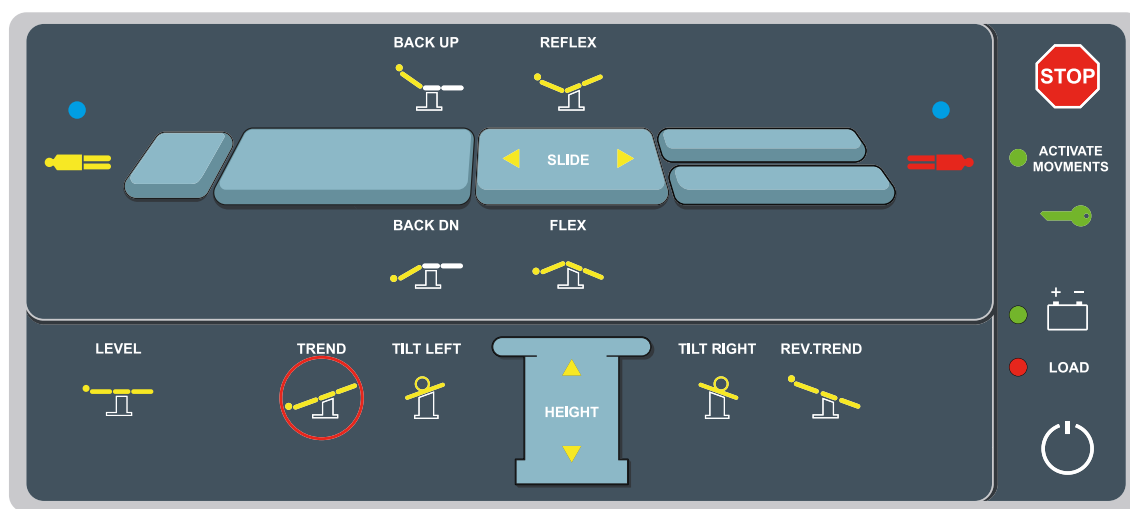 BACK UP
REFLEX
STOP
SLIDE
ACTIVATE
MOVMENTS
BACK DN
FLEX
+ −
LEVEL
TREND
TILT LEFT
TILT RIGHT
REV.TREND
LOAD
HEIGHT